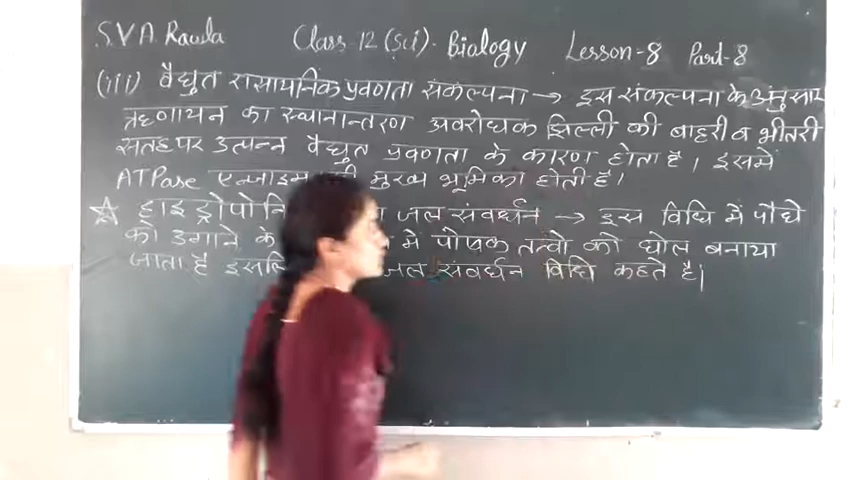 S.V.A. Rawla Class-12 (Sci). Biology Lesson-8 Part-8
(iii) वैद्युत रासायनिक प्रवणता संकल्पना → इस संकल्पना के अनुसार
ऋणायन का स्थानान्तरण अवरोधक झिल्ली की बाहरी व भीतरी
सतह पर उत्पन्न वैद्युत प्रवणता के कारण होता है। इसमें
ATPase एन्जाइम की मुख्य भूमिका होती है।
☆ हाइड्रोपोनि जल संवर्धन → इस विधि में पौधे
को उगाने के में पोषक तत्वो को घोल बनाया
जाता है इसलि जल संवर्धन विधि कहते है।